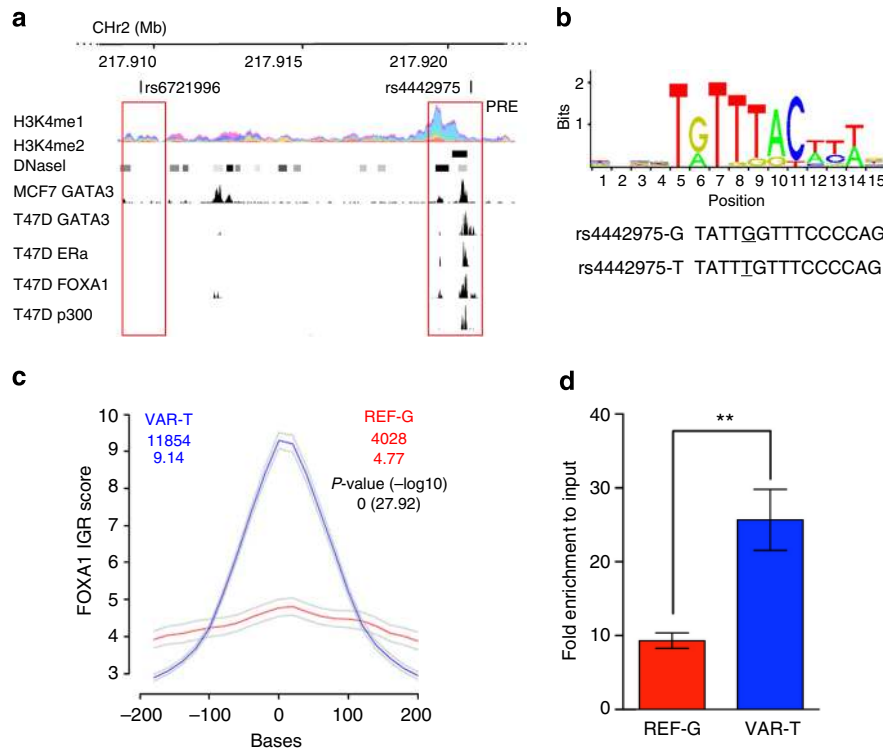 a
CHr2 (Mb)
217.910 217.915 217.920
rs6721996 rs4442975
PRE
H3K4me1
H3K4me2
DNaseI
MCF7 GATA3
T47D GATA3
T47D ERa
T47D FOXA1
T47D p300
b
2
1
Bits
T G T T T A C T T T
A A A
1 2 3 4 5 6 7 8 9 10 11 12 13 14 15
Position
rs4442975-G TATTGGTTTCCCCAG
rs4442975-T TATTTGTTTCCCCAG
c
10
9
8
7
6
5
4
3
FOXA1 IGR score
VAR-T
11854
9.14
REF-G
4028
4.77
P-value (–log10)
0 (27.92)
–200 –100 0 100 200
Bases
d
40
30
20
10
0
Fold enrichment to input
**
REF-G VAR-T